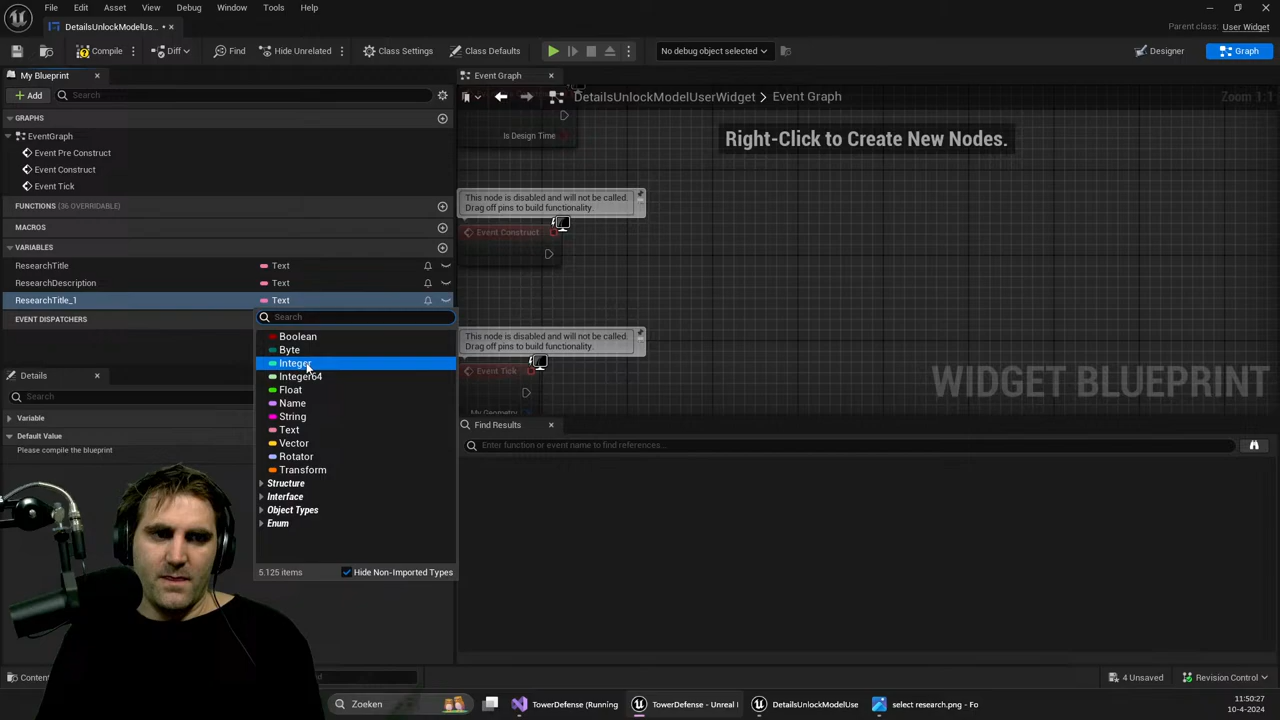 File Edit Asset View Debug Window Tools Help
DetailsUnlockModelUs... •
Parent class: User Widget
Compile Diff Find Hide Unrelated Class Settings Class Defaults No debug object selected Designer Graph
My Blueprint
Event Graph
Add Search
DetailsUnlockModelUserWidget > Event Graph
Zoom 1:1
GRAPHS
EventGraph
Event Pre Construct
Event Construct
Event Tick
FUNCTIONS (36 OVERRIDABLE)
MACROS
VARIABLES
ResearchTitle Text
ResearchDescription Text
ResearchTitle_1 Text
EVENT DISPATCHERS
Search
Boolean
Byte
Integer
Integer64
Float
Name
String
Text
Vector
Rotator
Transform
Structure
Interface
Object Types
Enum
5.125 items Hide Non-Imported Types
Details
Search
Variable
Default Value
Please compile the blueprint
Is Design Time
Right-Click to Create New Nodes.
This node is disabled and will not be called.
Drag off pins to build functionality.
Event Construct
This node is disabled and will not be called.
Drag off pins to build functionality.
Event Tick
My Geometry
WIDGET BLUEPRINT
Find Results
Enter function or event name to find references...
4 Unsaved Revision Control
Zoeken
TowerDefense (Running
TowerDefense - Unreal
DetailsUnlockModelUse
select research.png - Fo
11:50:27
10-4-2024